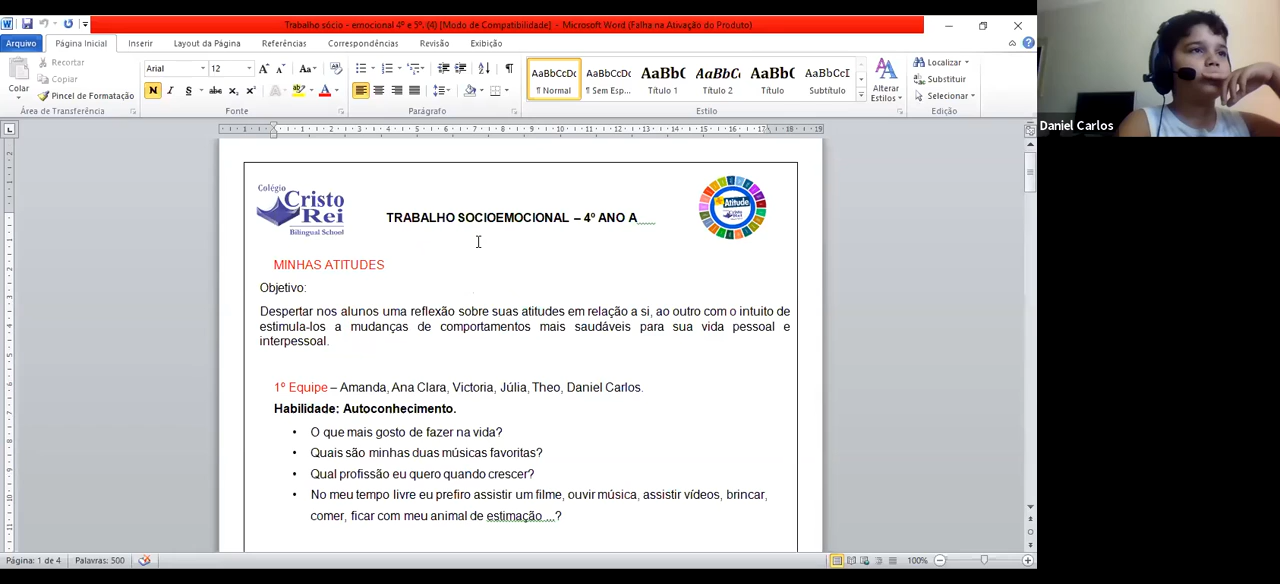 Trabalho sócio - emocional 4º e 5º. (4) [Modo de Compatibilidade] - Microsoft Word (Falha na Ativação do Produto)
Arquivo Página Inicial Inserir Layout da Página Referências Correspondências Revisão Exibição
Colar
Recortar
Copiar
Pincel de Formatação
Área de Transferência
Arial 12
Fonte
Parágrafo
AaBbCcDc AaBbCcDc AaBbC AaBbC AaBbC AaBbCcI
¶ Normal ¶ Sem Esp... Título 1 Título 2 Título Subtítulo
Alterar
Estilos
Estilo
Localizar
Substituir
Selecionar
Edição
Daniel Carlos
Colégio
Cristo
Rei
Bilingual School
TRABALHO SOCIOEMOCIONAL – 4º ANO A
Atitude
MINHAS ATITUDES
Objetivo:
Despertar nos alunos uma reflexão sobre suas atitudes em relação a si, ao outro com o intuito de
estimula-los a mudanças de comportamentos mais saudáveis para sua vida pessoal e
interpessoal.
1º Equipe – Amanda, Ana Clara, Victoria, Júlia, Theo, Daniel Carlos.
Habilidade: Autoconhecimento.
• O que mais gosto de fazer na vida?
• Quais são minhas duas músicas favoritas?
• Qual profissão eu quero quando crescer?
• No meu tempo livre eu prefiro assistir um filme, ouvir música, assistir vídeos, brincar,
comer, ficar com meu animal de estimação ...?
Página: 1 de 4 Palavras: 500 100%